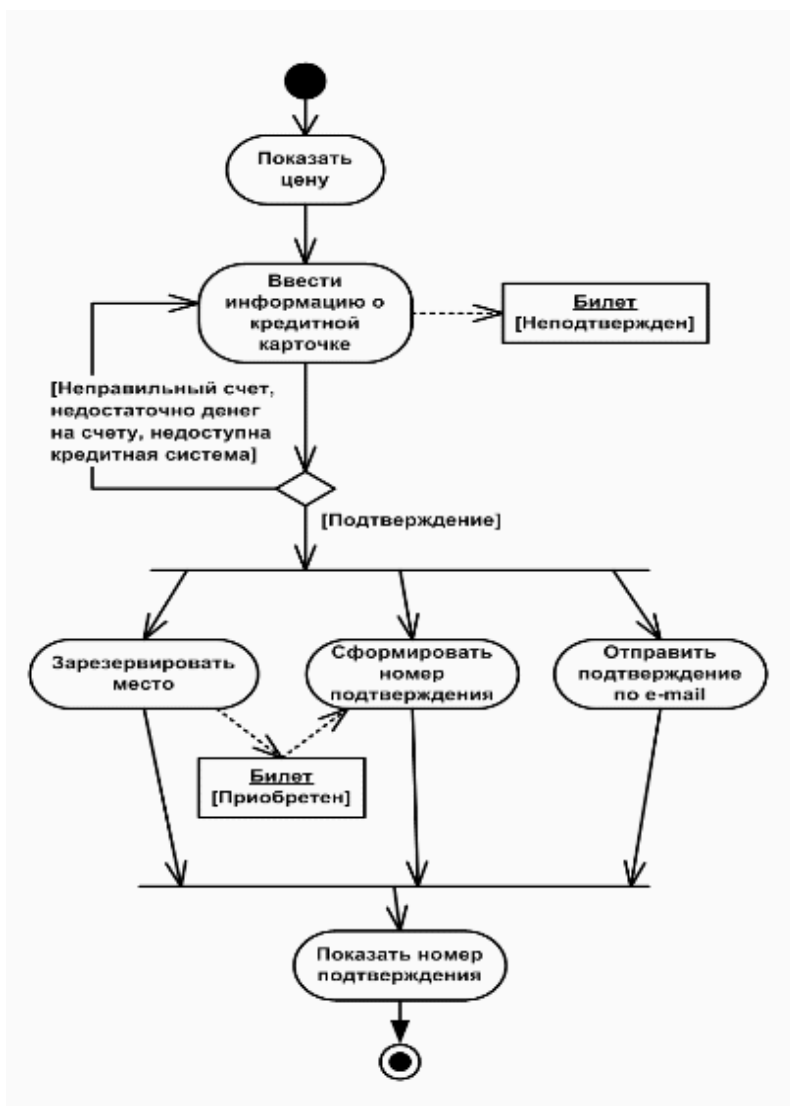 Показать
цену
Ввести
информацию о
кредитной
карточке
Билет
[Неподтвержден]
[Неправильный счет,
недостаточно денег
на счету, недоступна
кредитная система]
[Подтверждение]
Зарезервировать
место
Сформировать
номер
подтверждения
Отправить
подтверждение
по e-mail
Билет
[Приобретен]
Показать номер
подтверждения